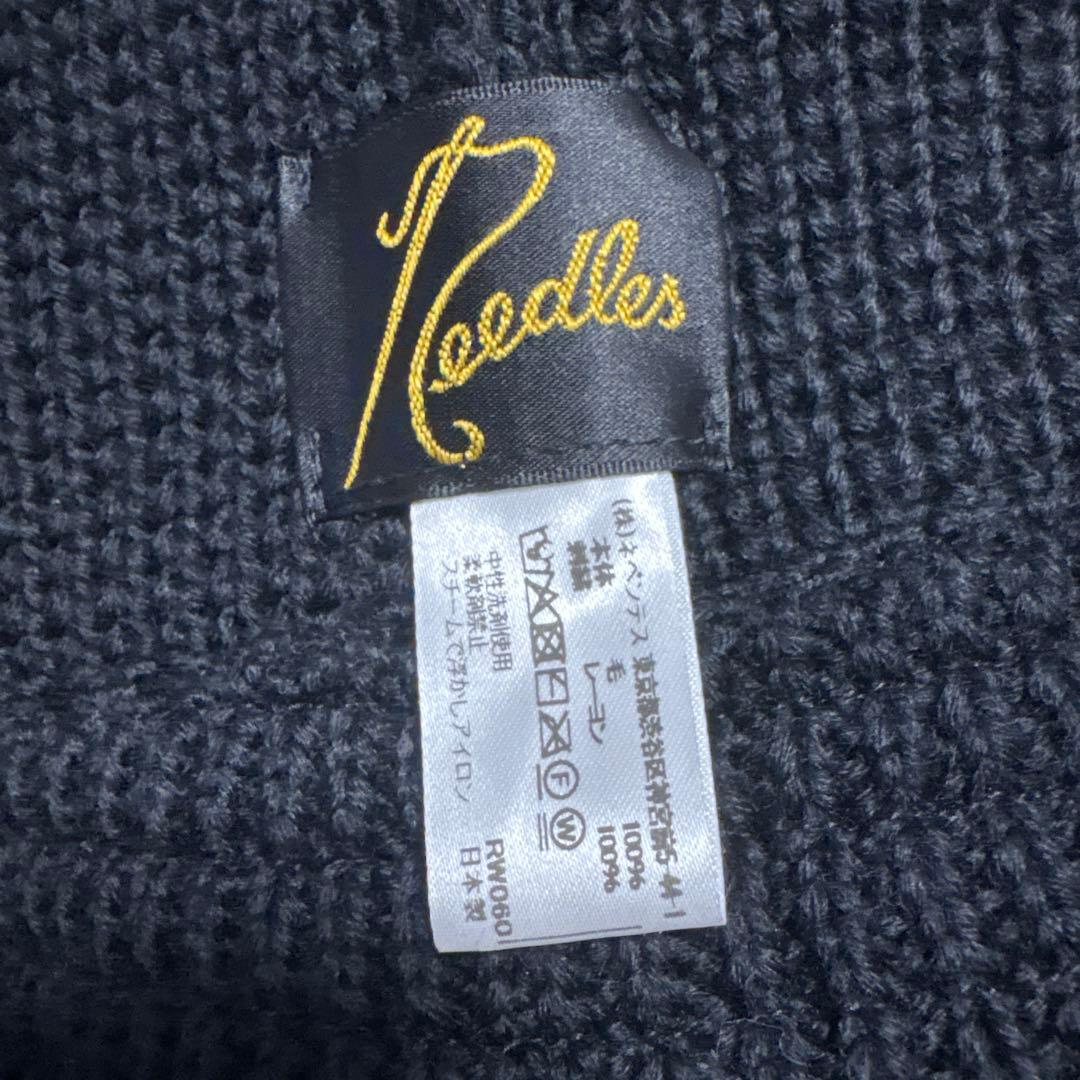 Needles
(株)ネペンテス 東京都渋谷区神宮前5-44-1
本体 毛 100%
刺繍 レーヨン 100%
F W
中性洗剤使用
柔軟剤禁止
スチームで浮かしアイロン
RW0601
日本製